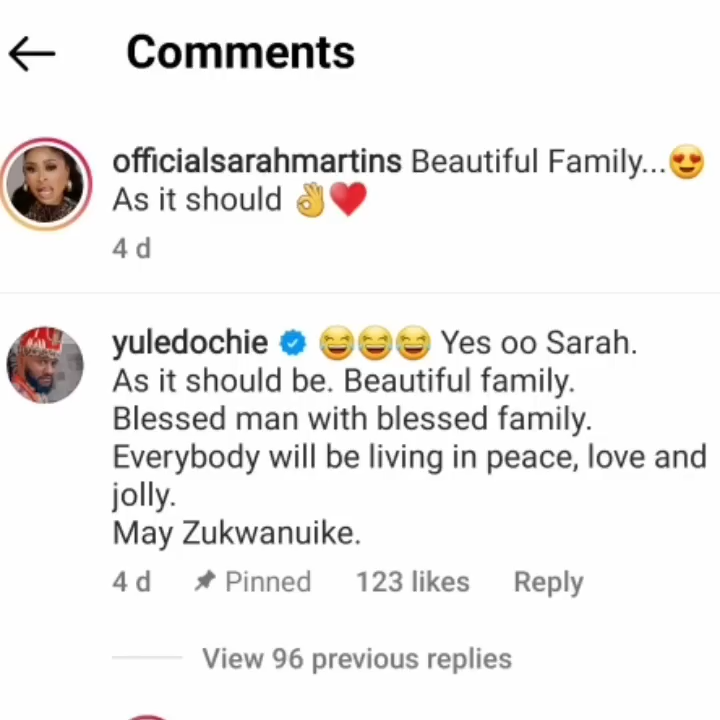 Comments
officialsarahmartins Beautiful Family...😍
As it should 👌❤️
4 d
yuledochie 😂😂😂 Yes oo Sarah.
As it should be. Beautiful family.
Blessed man with blessed family.
Everybody will be living in peace, love and
jolly.
May Zukwanuike.
4 d Pinned 123 likes Reply
View 96 previous replies